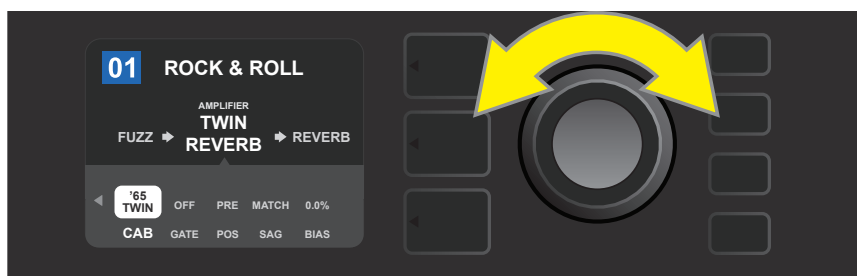 01 ROCK & ROLL
AMPLIFIER
TWIN
FUZZ REVERB REVERB
'65
TWIN OFF PRE MATCH 0.0%
CAB GATE POS SAG BIAS